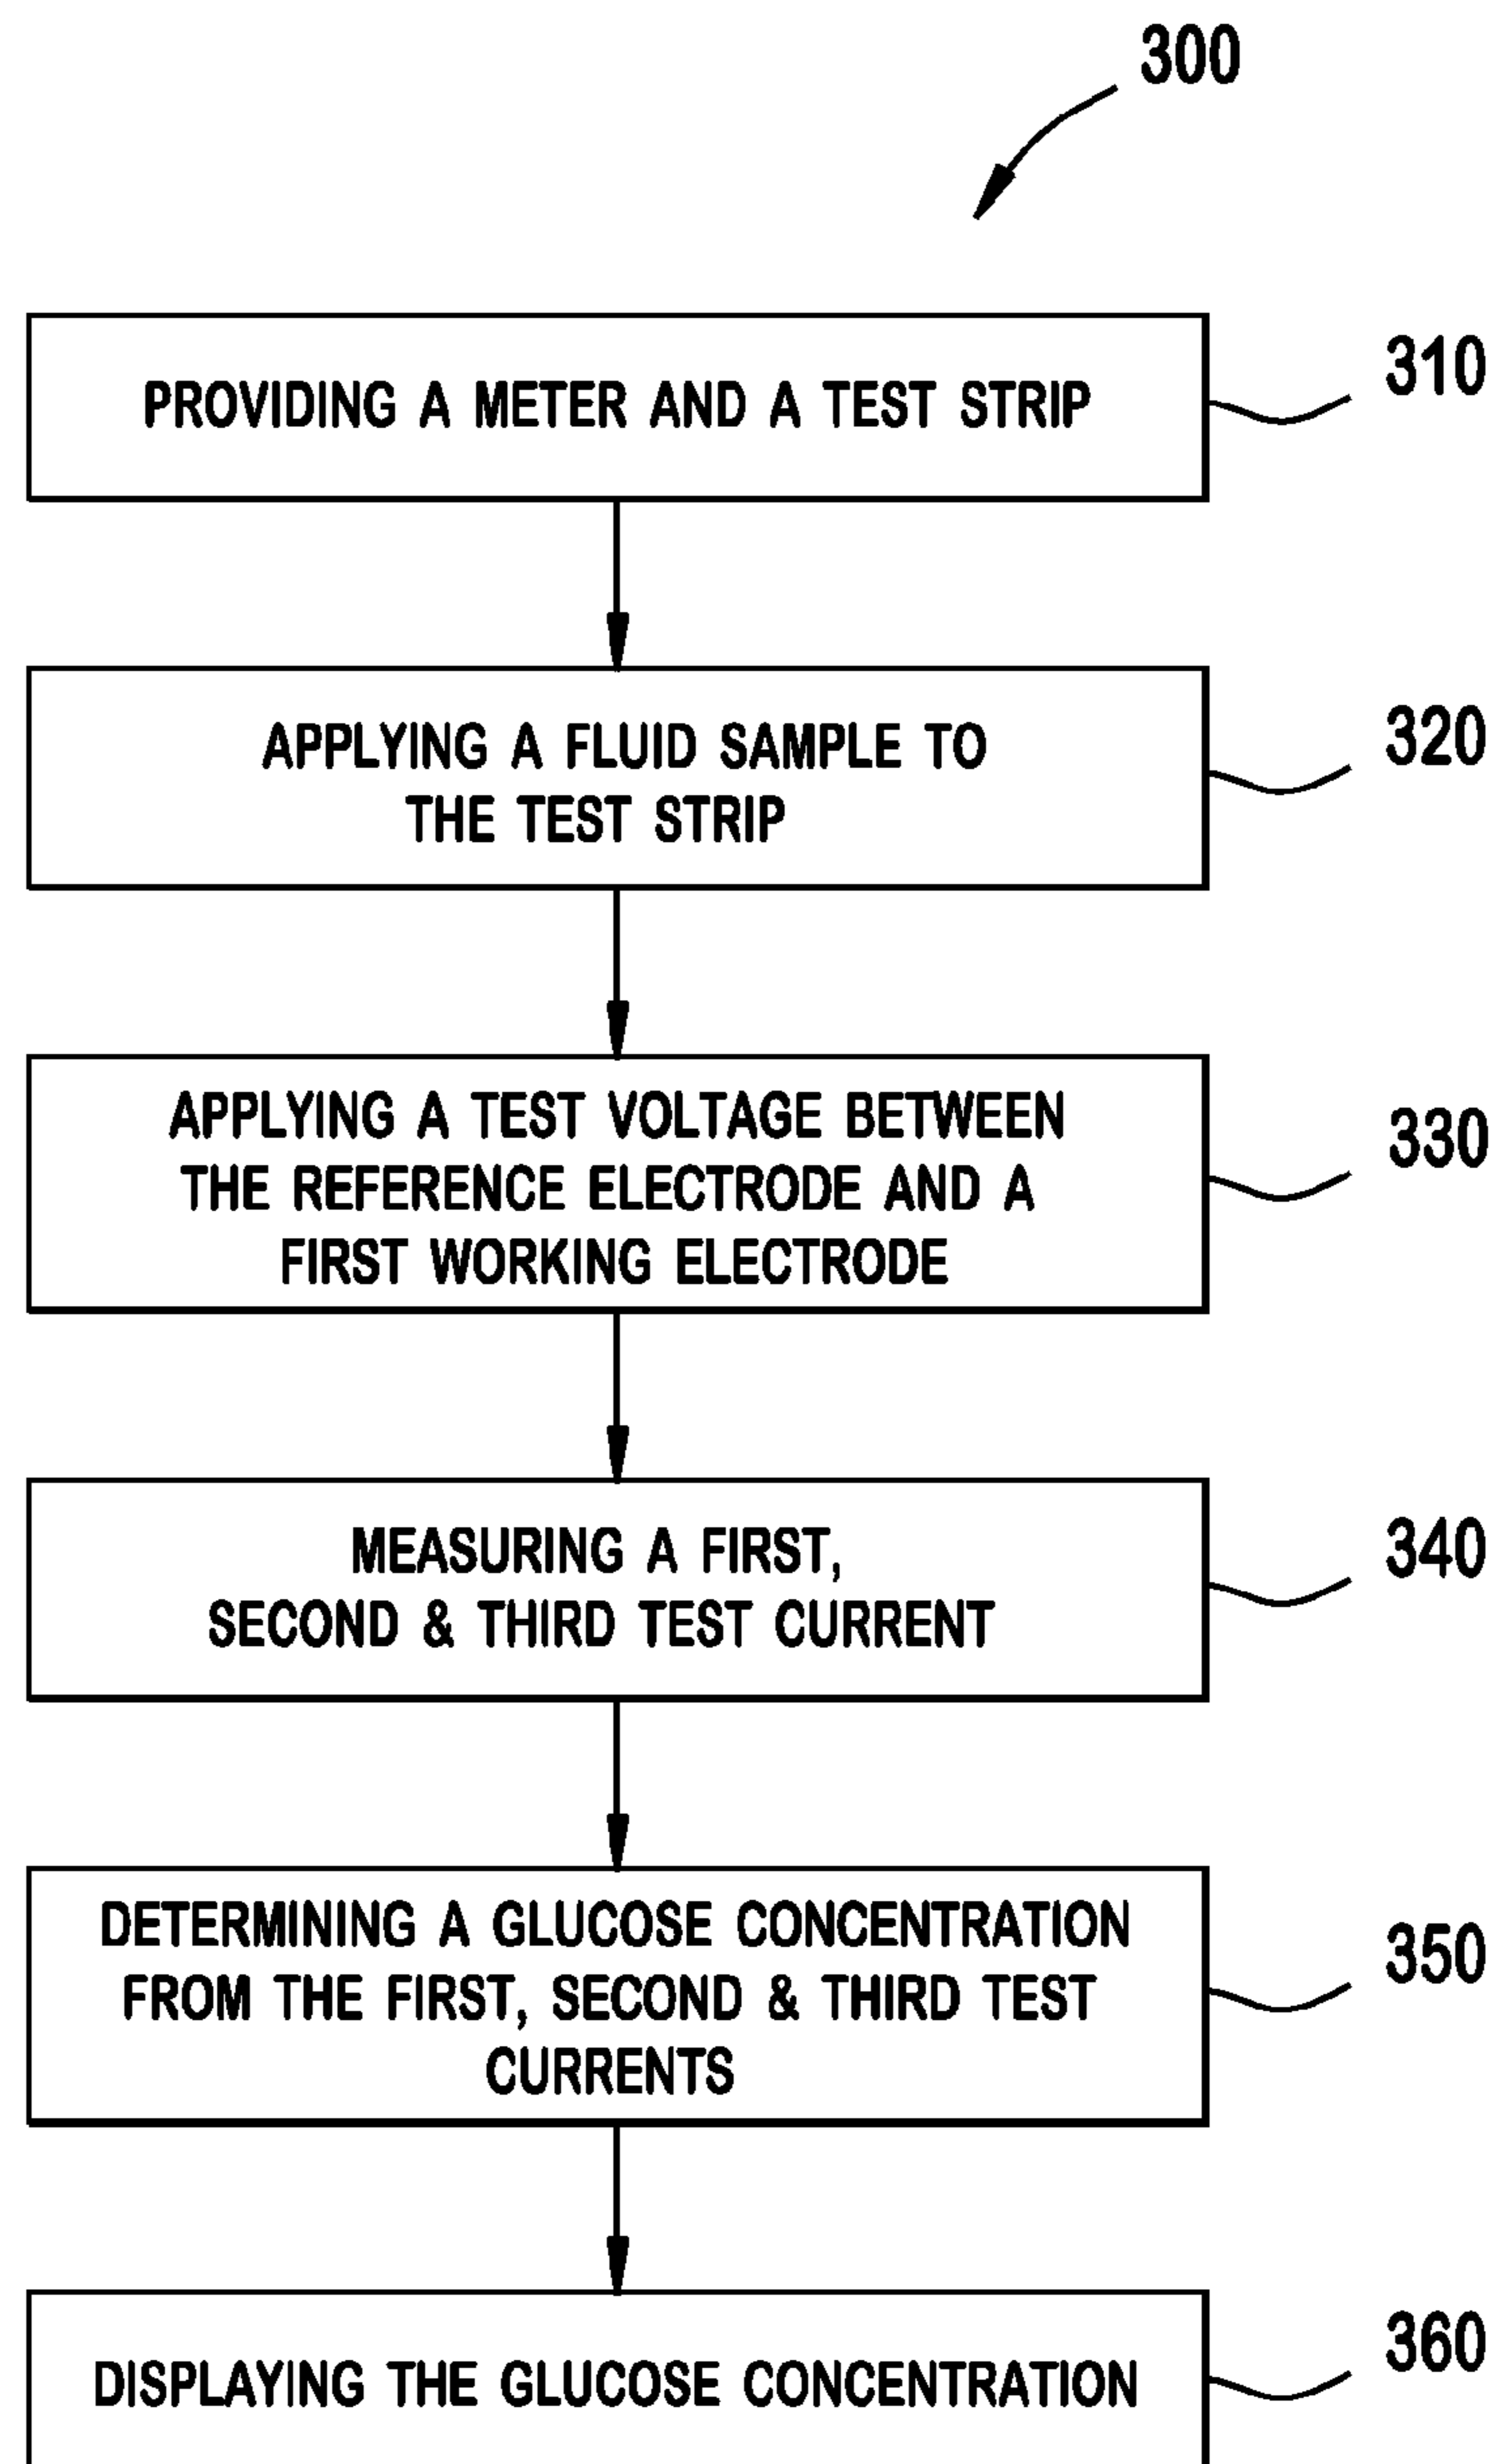 300
PROVIDING A METER AND A TEST STRIP
310
APPLYING A FLUID SAMPLE TO
THE TEST STRIP
320
APPLYING A TEST VOLTAGE BETWEEN
THE REFERENCE ELECTRODE AND A
FIRST WORKING ELECTRODE
330
MEASURING A FIRST,
SECOND & THIRD TEST CURRENT
340
DETERMINING A GLUCOSE CONCENTRATION
FROM THE FIRST, SECOND & THIRD TEST
CURRENTS
350
DISPLAYING THE GLUCOSE CONCENTRATION
360